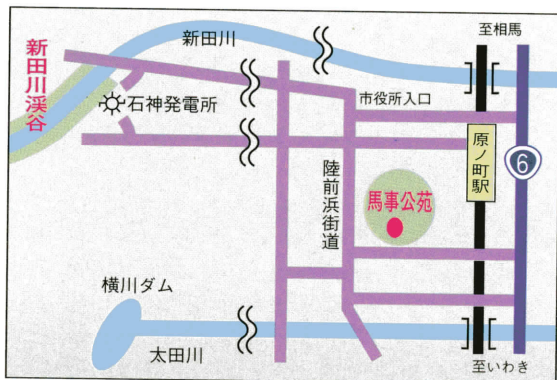 至相馬
新田川
新田川渓谷
石神発電所
市役所入口
原ノ町駅
6
陸前浜街道
馬事公苑
横川ダム
太田川
至いわき